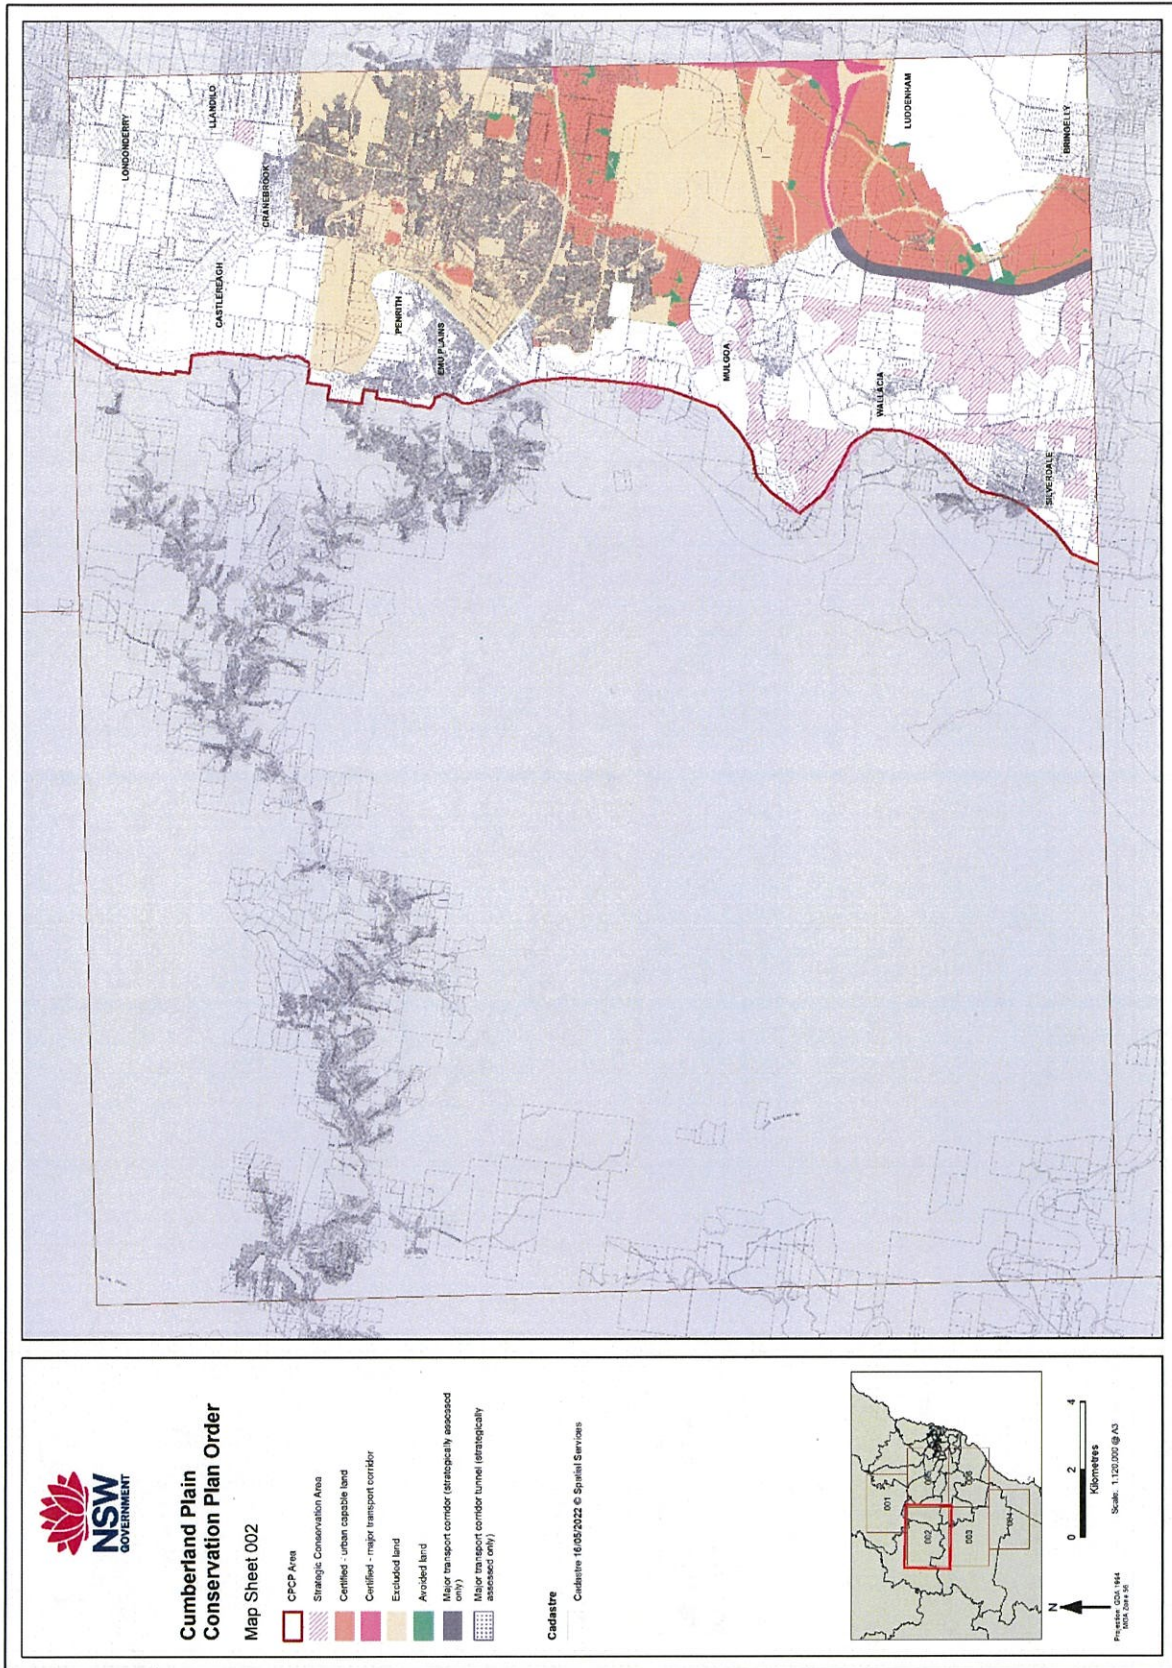 NSW
GOVERNMENT
Cumberland Plain
Conservation Plan Order
Map Sheet 002
CPCP Area
Strategic Conservation Area
Certified - urban capable land
Certified - major transport corridor
Excluded land
Avoided land
Major transport corridor (strategically assessed
only)
Major transport corridor tunnel (strategically
assessed only)
Cadastre
Cadastre 16/05/2022 © Spatial Services
001
002
003
004
N
Projection: GDA 1994
MGA Zone 56
0
2
4
Kilometres
Scale: 1:120,000 @ A3
LONDONDERRY
LLANDILO
CRANEBROOK
CASTLEREAGH
PENRITH
EMU PLAINS
MULGOA
WALLACIA
SILVERDALE
LUDDENHAM
BRINGELLY